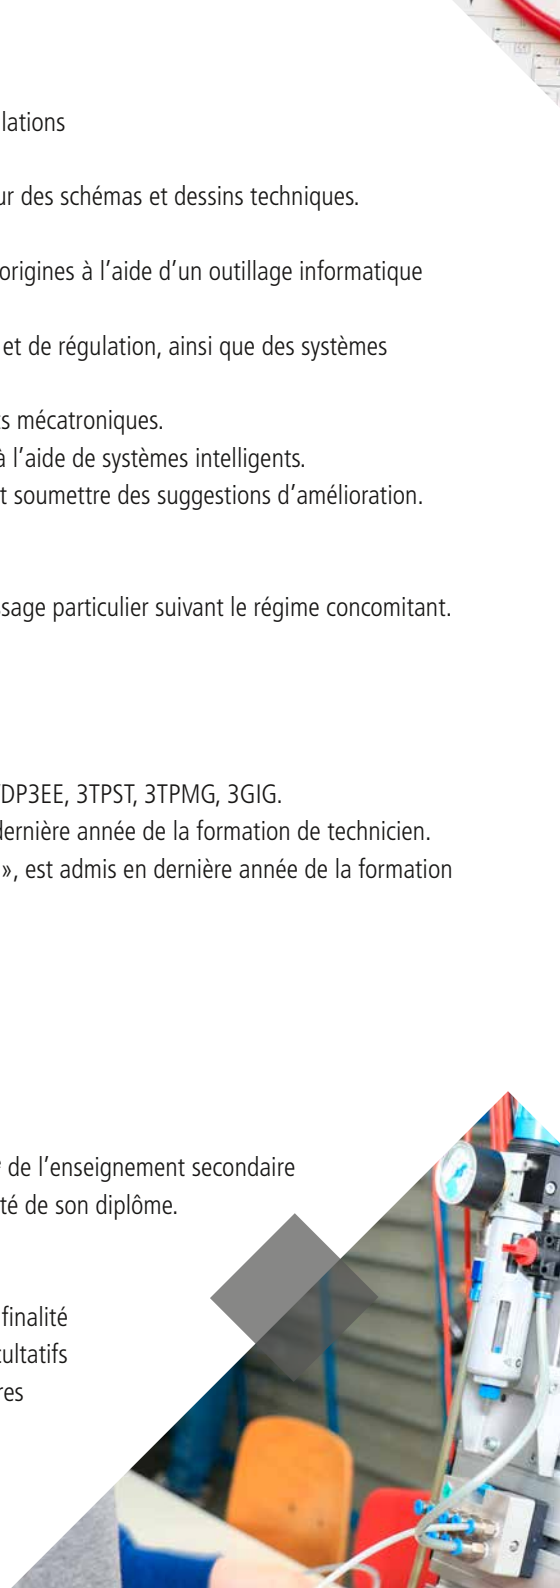 lations
ur des schémas et dessins techniques.
origines à l'aide d'un outillage informatique
et de régulation, ainsi que des systèmes
ts mécatroniques.
à l'aide de systèmes intelligents.
t soumettre des suggestions d'amélioration.
ssage particulier suivant le régime concomitant.
DP3EE, 3TPST, 3TPMG, 3GIG.
dernière année de la formation de technicien.
», est admis en dernière année de la formation
de l'enseignement secondaire
té de son diplôme.
finalité
ultatifs
res